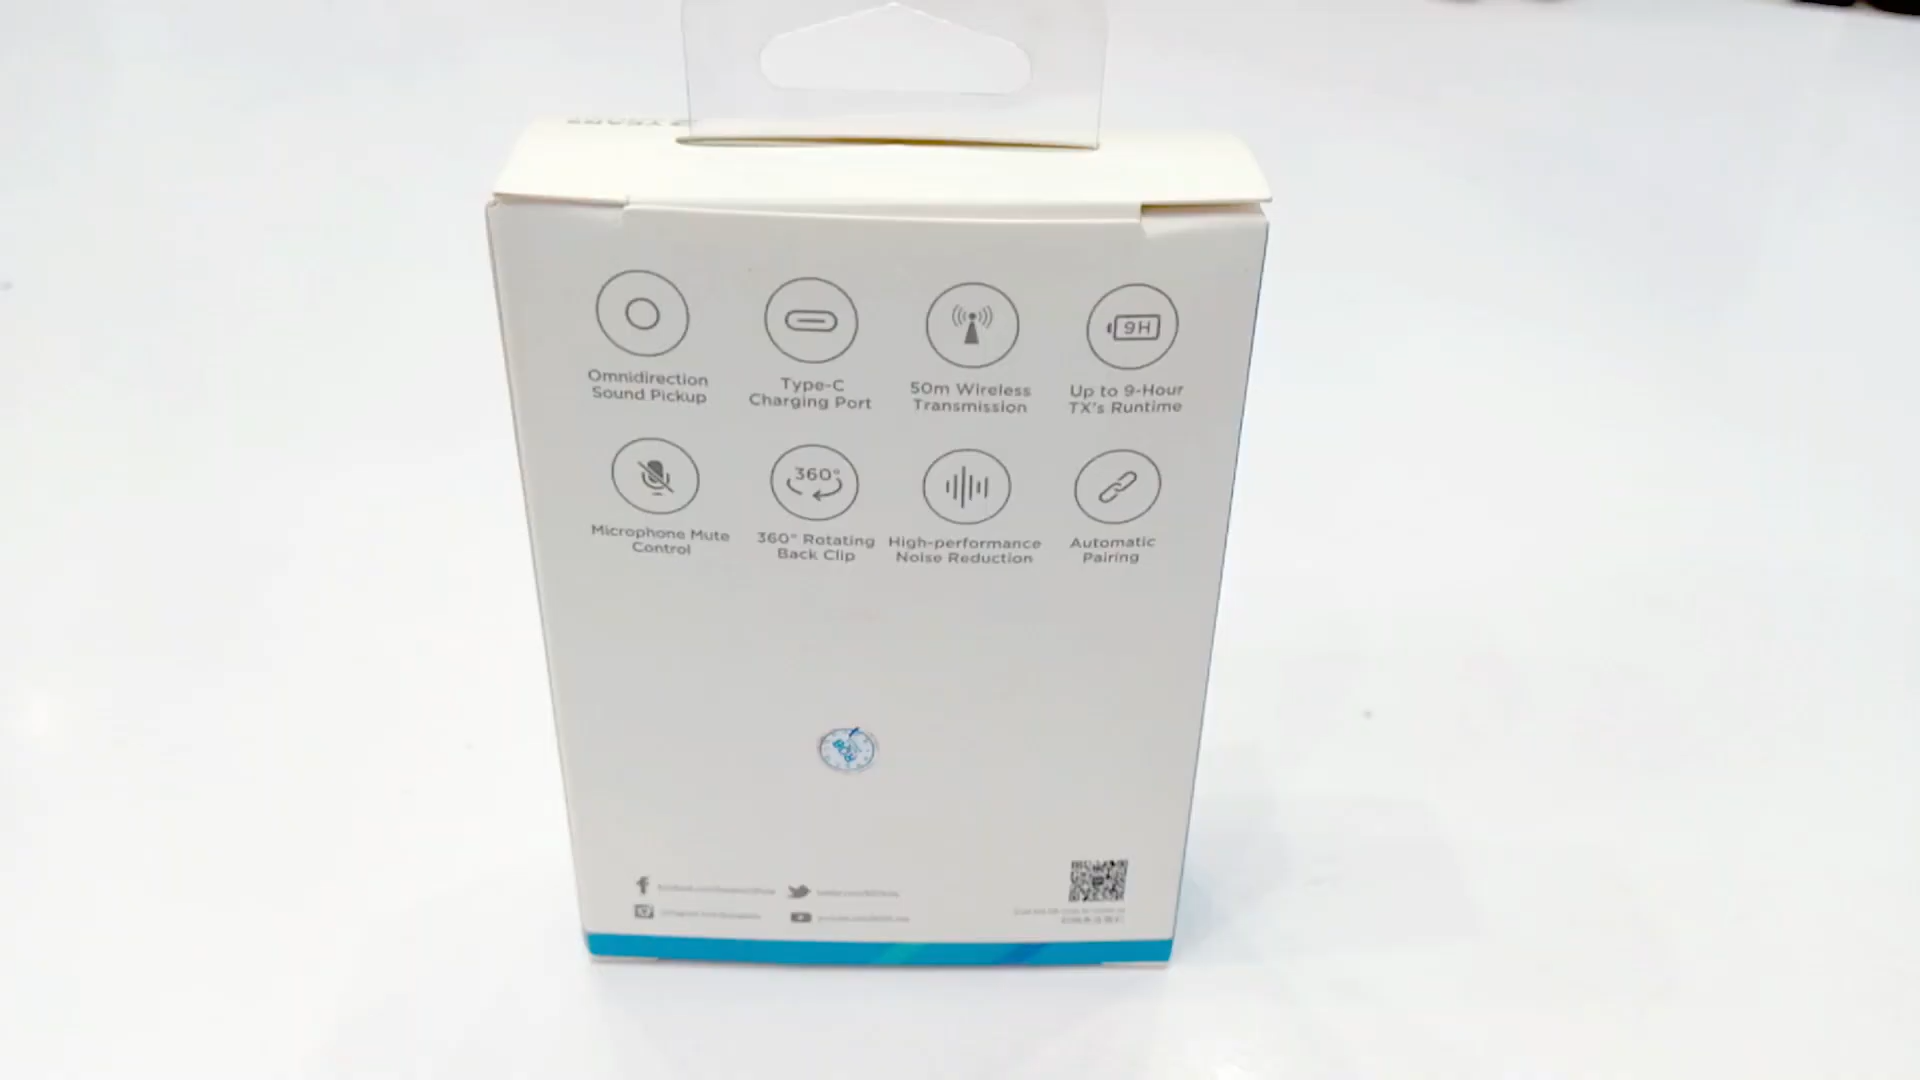 9H
Omnidirection
Sound Pickup
Type-C
Charging Port
50m Wireless
Transmission
Up to 9-Hour
TX's Runtime
360°
Microphone Mute
Control
360° Rotating
Back Clip
High-performance
Noise Reduction
Automatic
Pairing